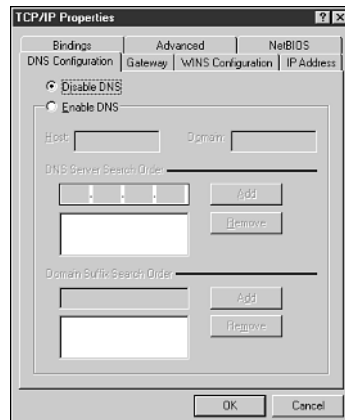 TCP/IP Properties
Bindings Advanced NetBIOS
DNS Configuration Gateway WINS Configuration IP Address
Disable DNS
Enable DNS
Host: Domain:
DNS Server Search Order
Add
Remove
Domain Suffix Search Order
Add
Remove
OK Cancel